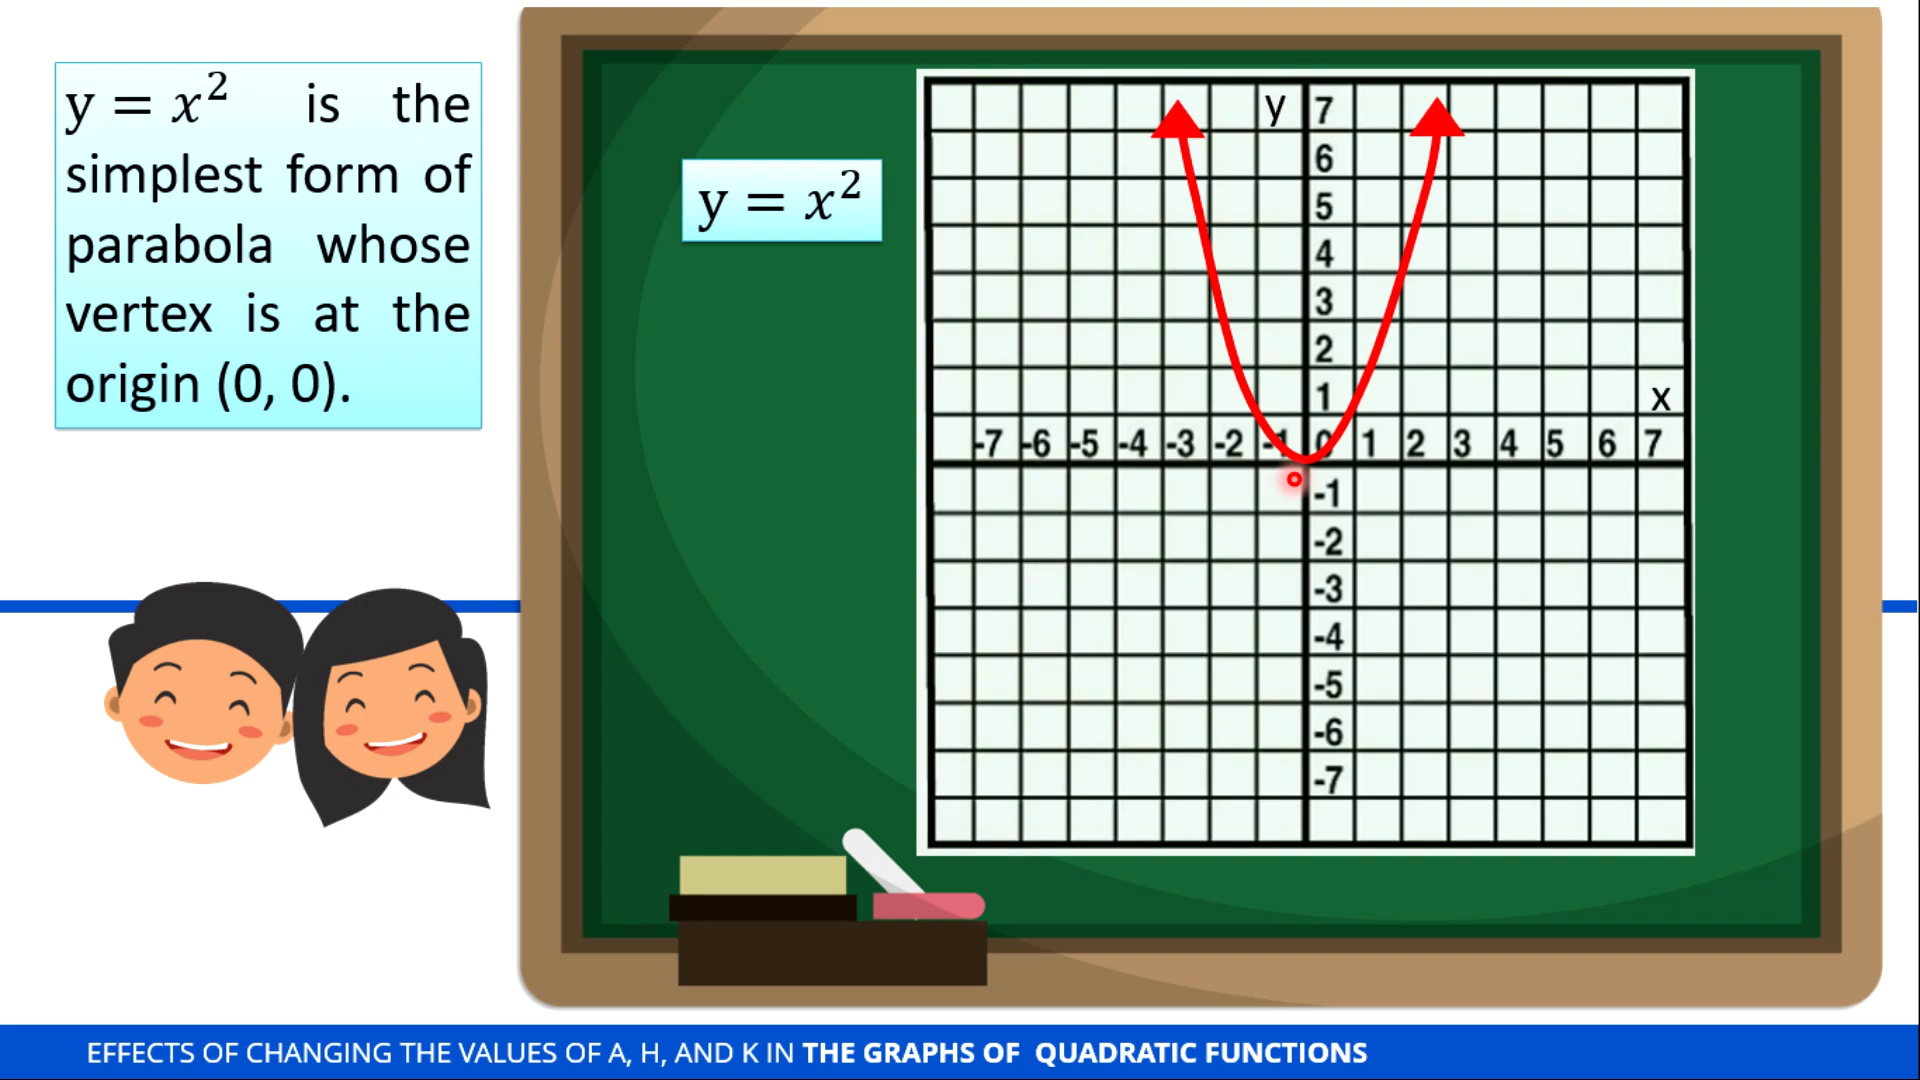 y = x²  is the
simplest form of
parabola whose
vertex is at the
origin (0, 0).
y = x²
y 7
6
5
4
3
2
1 x
-7 -6 -5 -4 -3 -2 -1 0 1 2 3 4 5 6 7
-1
-2
-3
-4
-5
-6
-7
EFFECTS OF CHANGING THE VALUES OF A, H, AND K IN THE GRAPHS OF QUADRATIC FUNCTIONS